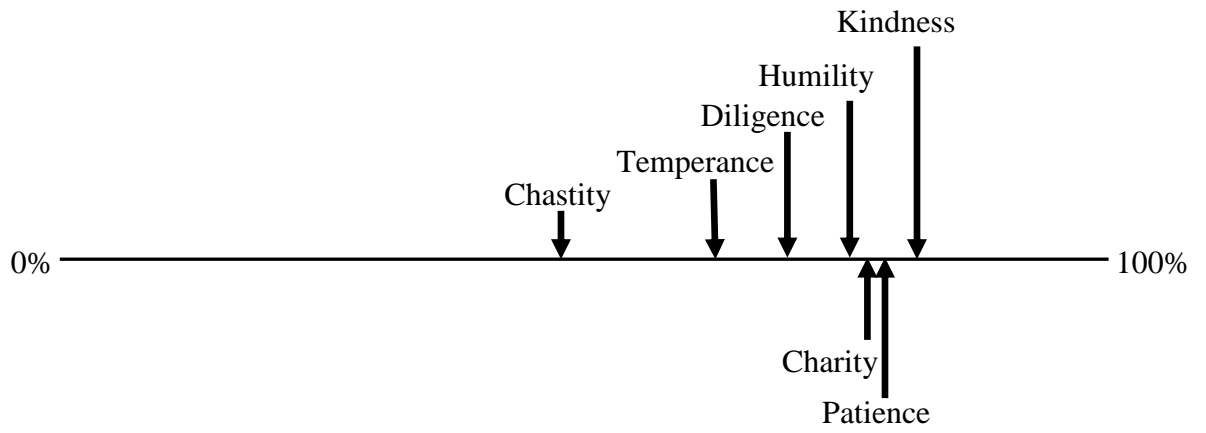 Kindness
Humility
Diligence
Temperance
Chastity
0%
100%
Charity
Patience